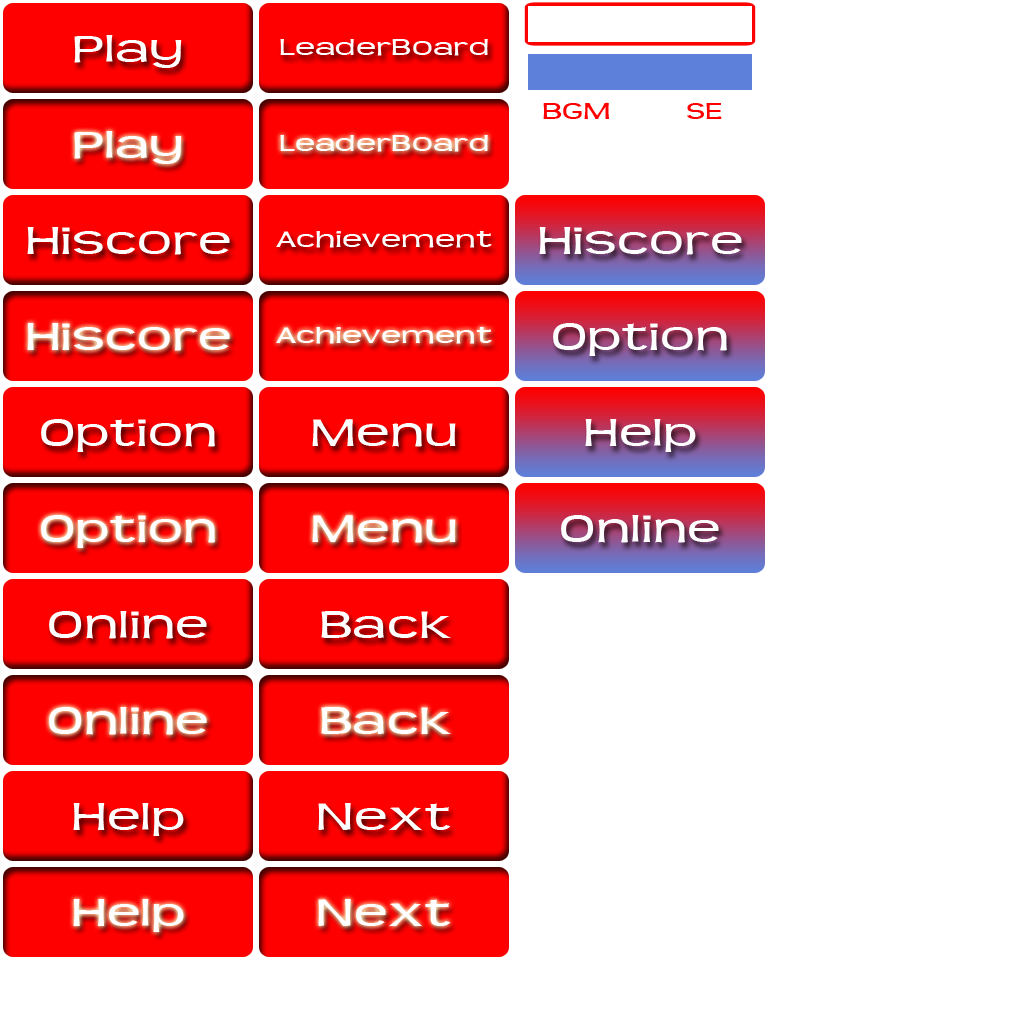 Play
LeaderBoard
BGM SE
Play
LeaderBoard
Hiscore
Achievement
Hiscore
Hiscore
Achievement
Option
Option
Menu
Help
Option
Menu
Online
Online
Back
Online
Back
Help
Next
Help
Next